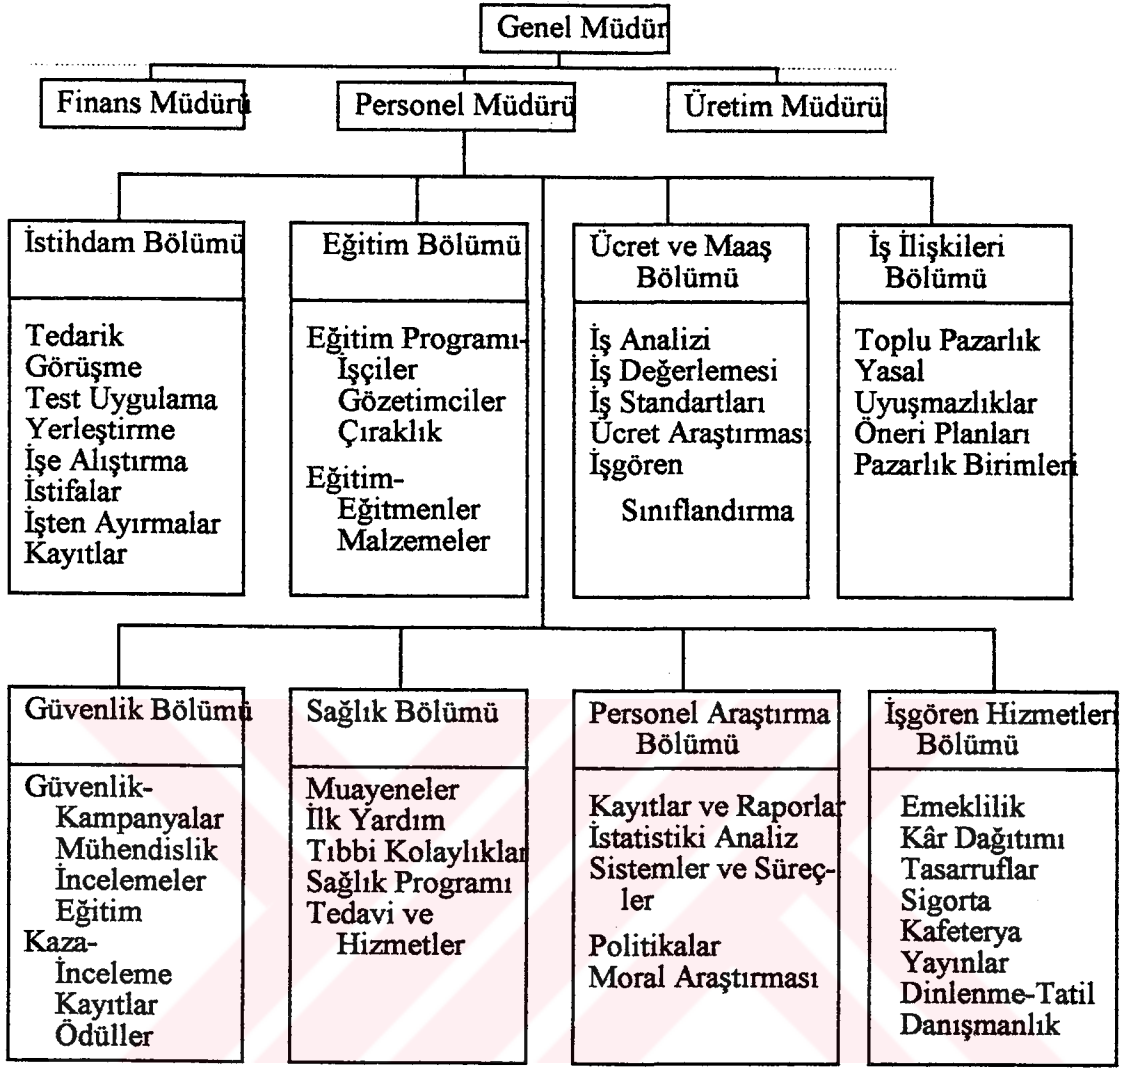 Genel Müdür
Finans Müdürü
Personel Müdürü
Üretim Müdürü
İstihdam Bölümü
Tedarik
Görüşme
Test Uygulama
Yerleştirme
İşe Alıştırma
İstifalar
İşten Ayırmalar
Kayıtlar
Eğitim Bölümü
Eğitim Programı-
İşçiler
Gözetimciler
Çıraklık
Eğitim-
Eğitmenler
Malzemeler
Ücret ve Maaş
Bölümü
İş Analizi
İş Değerlemesi
İş Standartları
Ücret Araştırması
İşgören
Sınıflandırma
İş İlişkileri
Bölümü
Toplu Pazarlık
Yasal
Uyuşmazlıklar
Öneri Planları
Pazarlık Birimleri
Güvenlik Bölümü
Güvenlik-
Kampanyalar
Mühendislik
İncelemeler
Eğitim
Kaza-
İnceleme
Kayıtlar
Ödüller
Sağlık Bölümü
Muayeneler
İlk Yardım
Tıbbi Kolaylıklar
Sağlık Programı
Tedavi ve
Hizmetler
Personel Araştırma
Bölümü
Kayıtlar ve Raporlar
İstatistiki Analiz
Sistemler ve Süreç-
ler
Politikalar
Moral Araştırması
İşgören Hizmetleri
Bölümü
Emeklilik
Kâr Dağıtımı
Tasarruflar
Sigorta
Kafeterya
Yayınlar
Dinlenme-Tatil
Danışmanlık